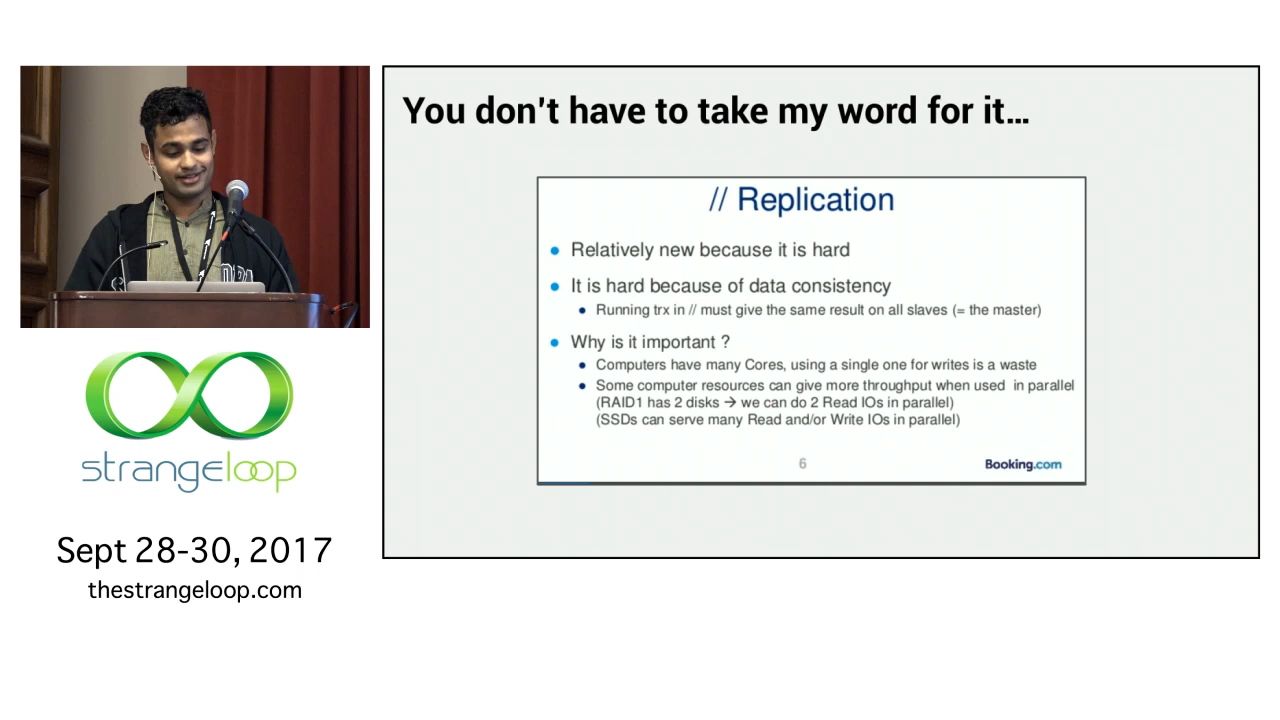 You don't have to take my word for it…
// Replication
Relatively new because it is hard
It is hard because of data consistency
Running trx in // must give the same result on all slaves (= the master)
Why is it important ?
Computers have many Cores, using a single one for writes is a waste
Some computer resources can give more throughput when used in parallel
(RAID1 has 2 disks → we can do 2 Read IOs in parallel)
(SSDs can serve many Read and/or Write IOs in parallel)
6
Booking.com
strangeloop
Sept 28-30, 2017
thestrangeloop.com